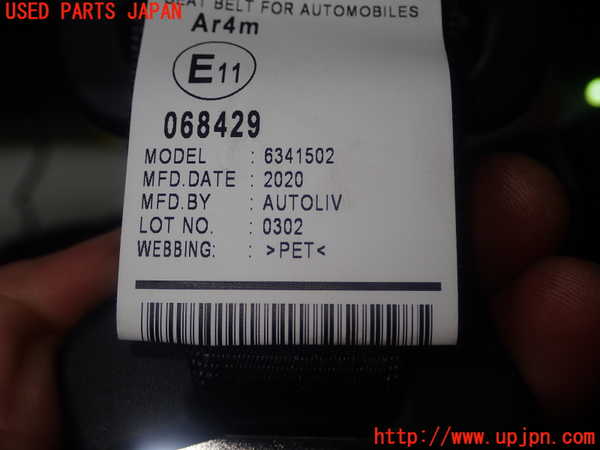 USED PARTS JAPAN
BELT FOR AUTOMOBILES
Ar4m
E11
068429
MODEL : 6341502
MFD.DATE : 2020
MFD.BY : AUTOLIV
LOT NO. : 0302
WEBBING: : >PET<
http://www.upjpn.com/